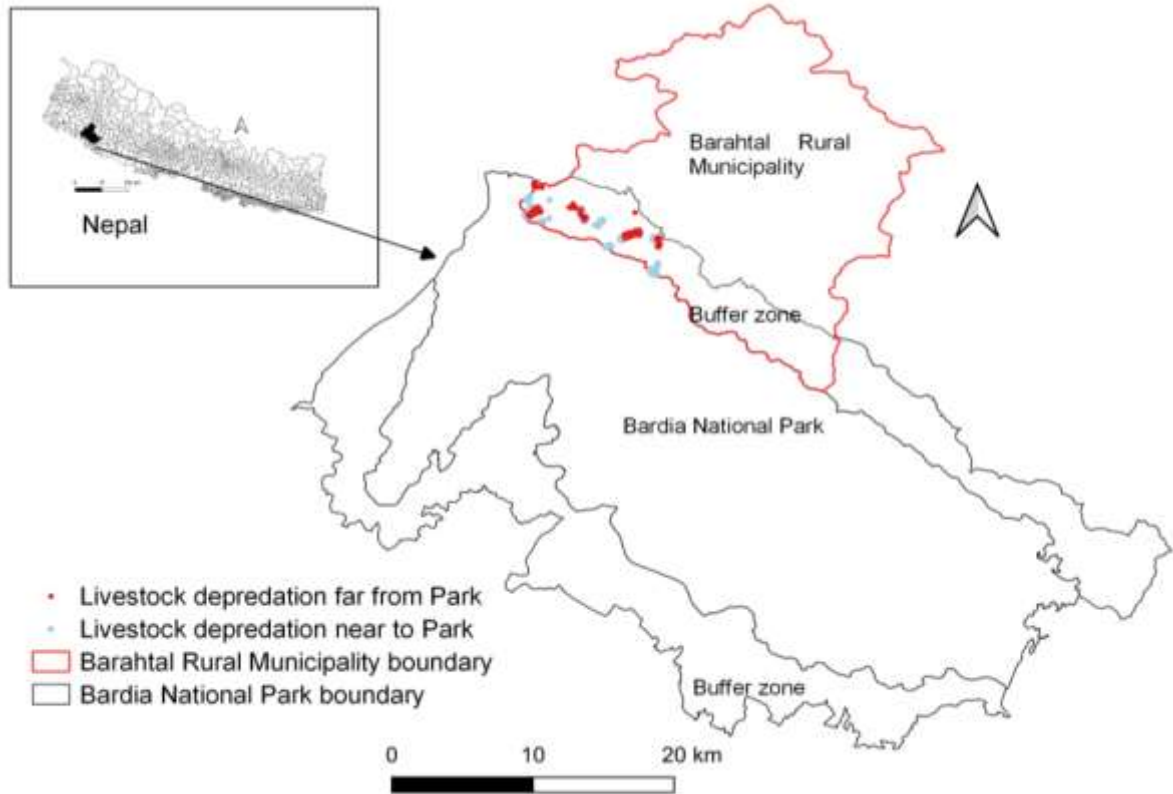 Nepal
Barahtal Rural
Municipality
Buffer zone
Bardia National Park
Buffer zone
Livestock depredation far from Park
Livestock depredation near to Park
Barahtal Rural Municipality boundary
Bardia National Park boundary
0 10 20 km